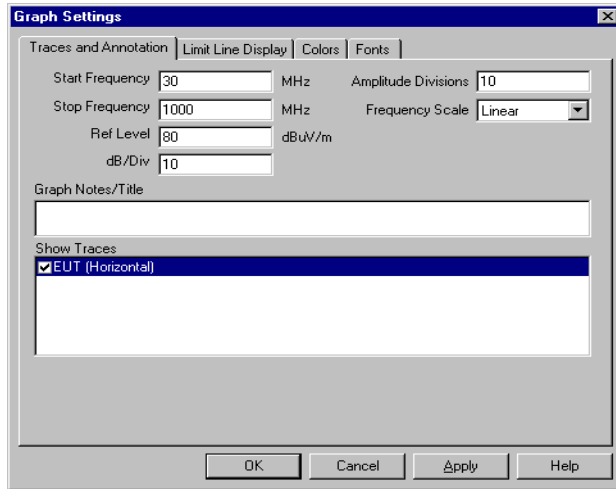 Graph Settings
Traces and Annotation Limit Line Display Colors Fonts
Start Frequency 30 MHz Amplitude Divisions 10
Stop Frequency 1000 MHz Frequency Scale Linear
Ref Level 80 dBuV/m
dB/Div 10
Graph Notes/Title
Show Traces
EUT (Horizontal)
OK Cancel Apply Help